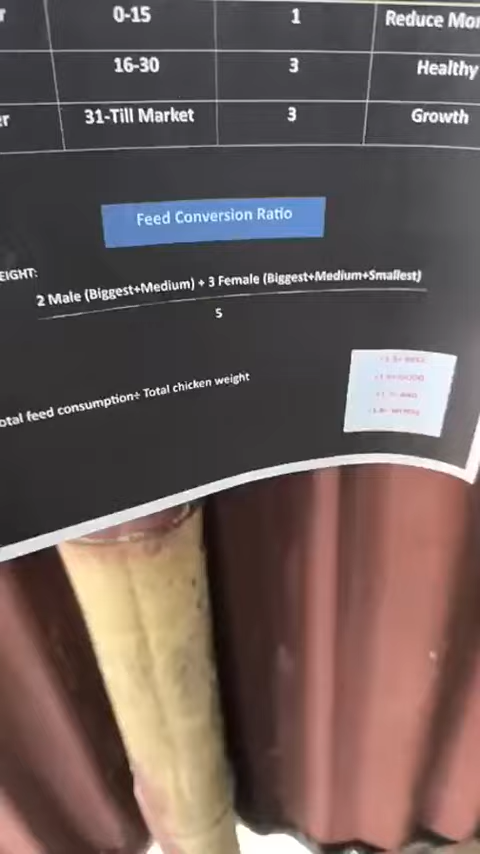 0-15 1 Reduce Mor
16-30 3 Healthy
31-Till Market 3 Growth
Feed Conversion Ratio
EIGHT:
2 Male (Biggest+Medium) + 3 Female (Biggest+Medium+Smallest)
5
otal feed consumption÷ Total chicken weight